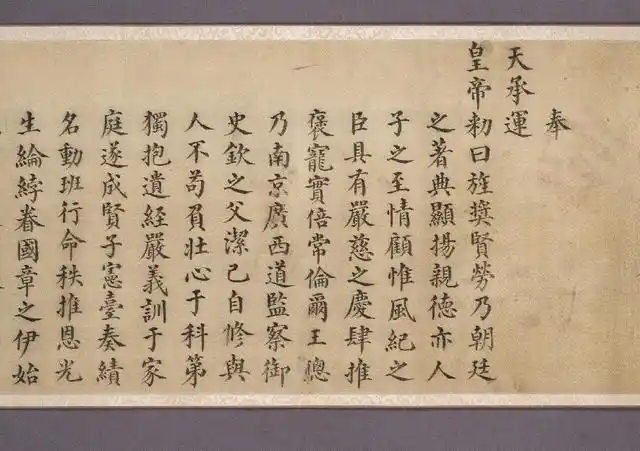 奉
天承運
皇帝勑曰旌奬賢勞乃朝廷
之著典顯揚親德亦人
子之至情顧惟風紀之
臣具有嚴慈之慶肆推
褒寵實倍常倫爾王憁
乃南京廣西道監察御
史欽之父潔己自修與
人不苟負壯心于科第
獨抱遺經嚴義訓于家
庭遂成賢子憲臺奏績
名動班行命秩推恩光
生綸綍眷國章之伊始